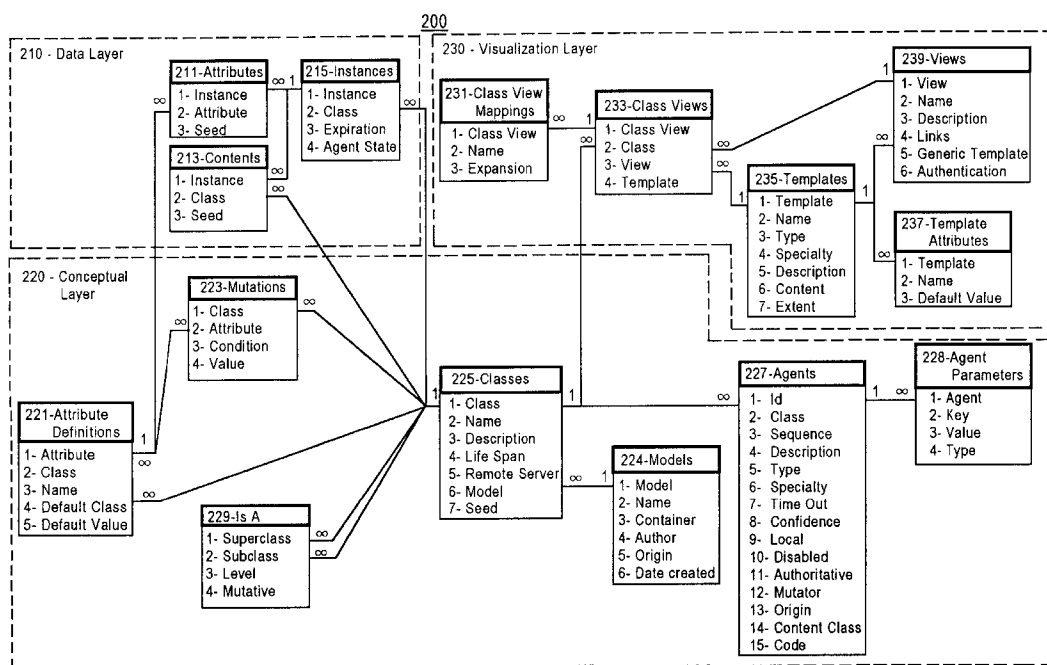 200
210 - Data Layer
211-Attributes
1- Instance
2- Attribute
3- Seed
∞
1
∞
215-Instances
1- Instance
2- Class
3- Expiration
4- Agent State
∞
213-Contents
1- Instance
2- Class
3- Seed
∞
∞
230 - Visualization Layer
231-Class View
Mappings
1- Class View
2- Name
3- Expansion
∞
1
233-Class Views
1- Class View
2- Class
3- View
4- Template
∞
∞
∞
1
239-Views
1- View
2- Name
3- Description
4- Links
5- Generic Template
6- Authentication
1
∞
235-Templates
1- Template
2- Name
3- Type
4- Specialty
5- Description
6- Content
7- Extent
1
∞
237-Template
Attributes
1- Template
2- Name
3- Default Value
220 - Conceptual
Layer
223-Mutations
1- Class
2- Attribute
3- Condition
4- Value
∞
∞
221-Attribute
Definitions
1- Attribute
2- Class
3- Name
4- Default Class
5- Default Value
1
∞
∞
229-Is A
1- Superclass
2- Subclass
3- Level
4- Mutative
∞
∞
225-Classes
1- Class
2- Name
3- Description
4- Life Span
5- Remote Server
6- Model
7- Seed
1
1
∞
1
224-Models
1- Model
2- Name
3- Container
4- Author
5- Origin
6- Date created
∞
227-Agents
1- Id
2- Class
3- Sequence
4- Description
5- Type
6- Specialty
7- Time Out
8- Confidence
9- Local
10- Disabled
11- Authoritative
12- Mutator
13- Origin
14- Content Class
15- Code
1
∞
228-Agent
Parameters
1- Agent
2- Key
3- Value
4- Type